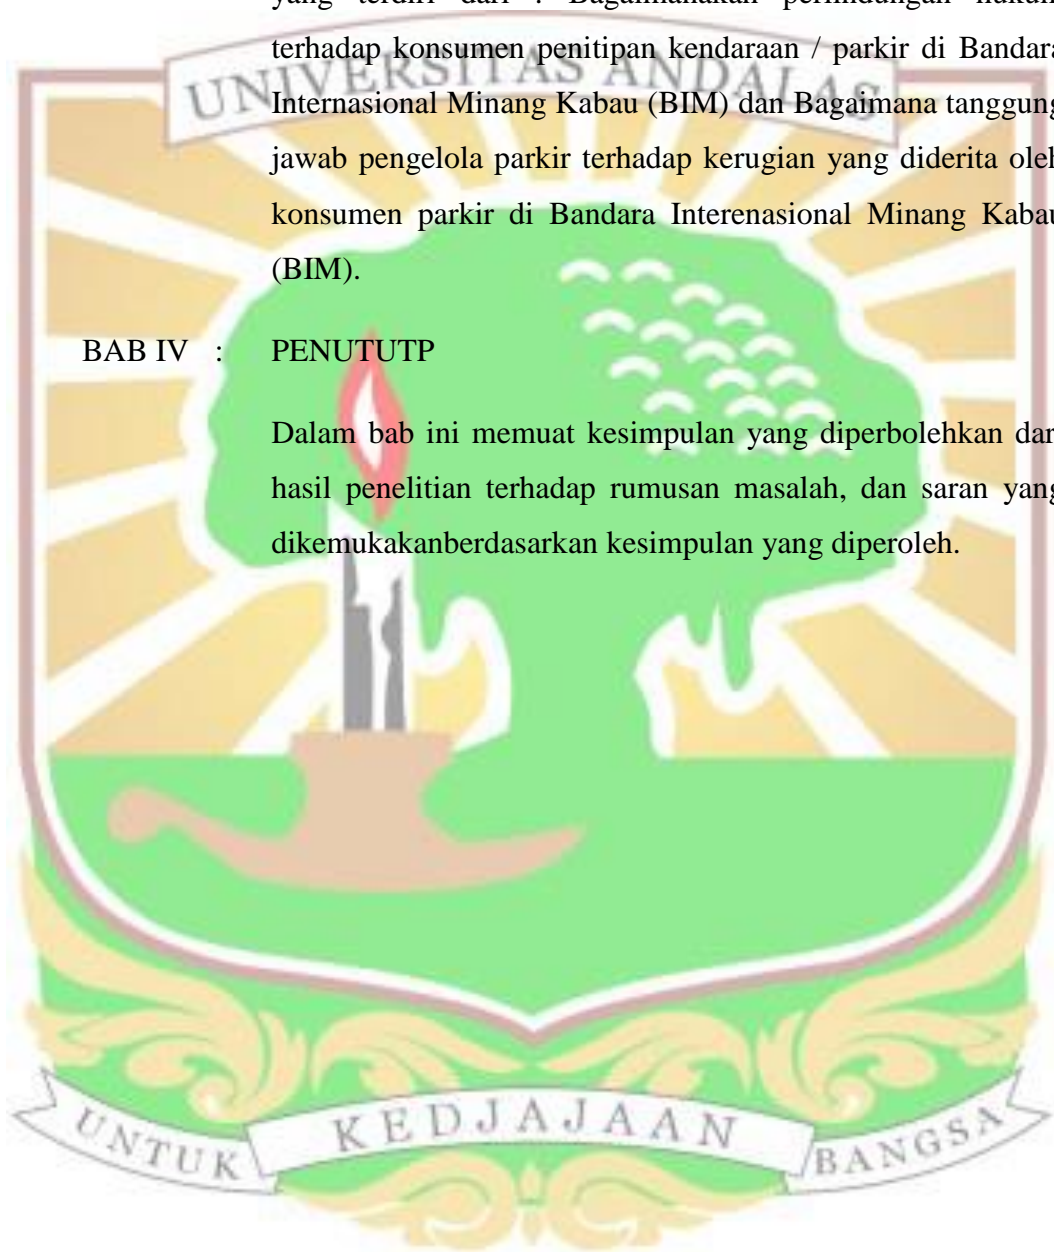 yang terdiri dari : Bagaimanakah perlindungan hukum
terhadap konsumen penitipan kendaraan / parkir di Bandara
Internasional Minang Kabau (BIM) dan Bagaimana tanggung
jawab pengelola parkir terhadap kerugian yang diderita oleh
konsumen parkir di Bandara Interenasional Minang Kabau
(BIM).
BAB IV : PENUTUTP
Dalam bab ini memuat kesimpulan yang diperbolehkan dari
hasil penelitian terhadap rumusan masalah, dan saran yang
dikemukakanberdasarkan kesimpulan yang diperoleh.
UNIVERSITAS ANDALAS
UNTUK KEDJAJAAN BANGSA